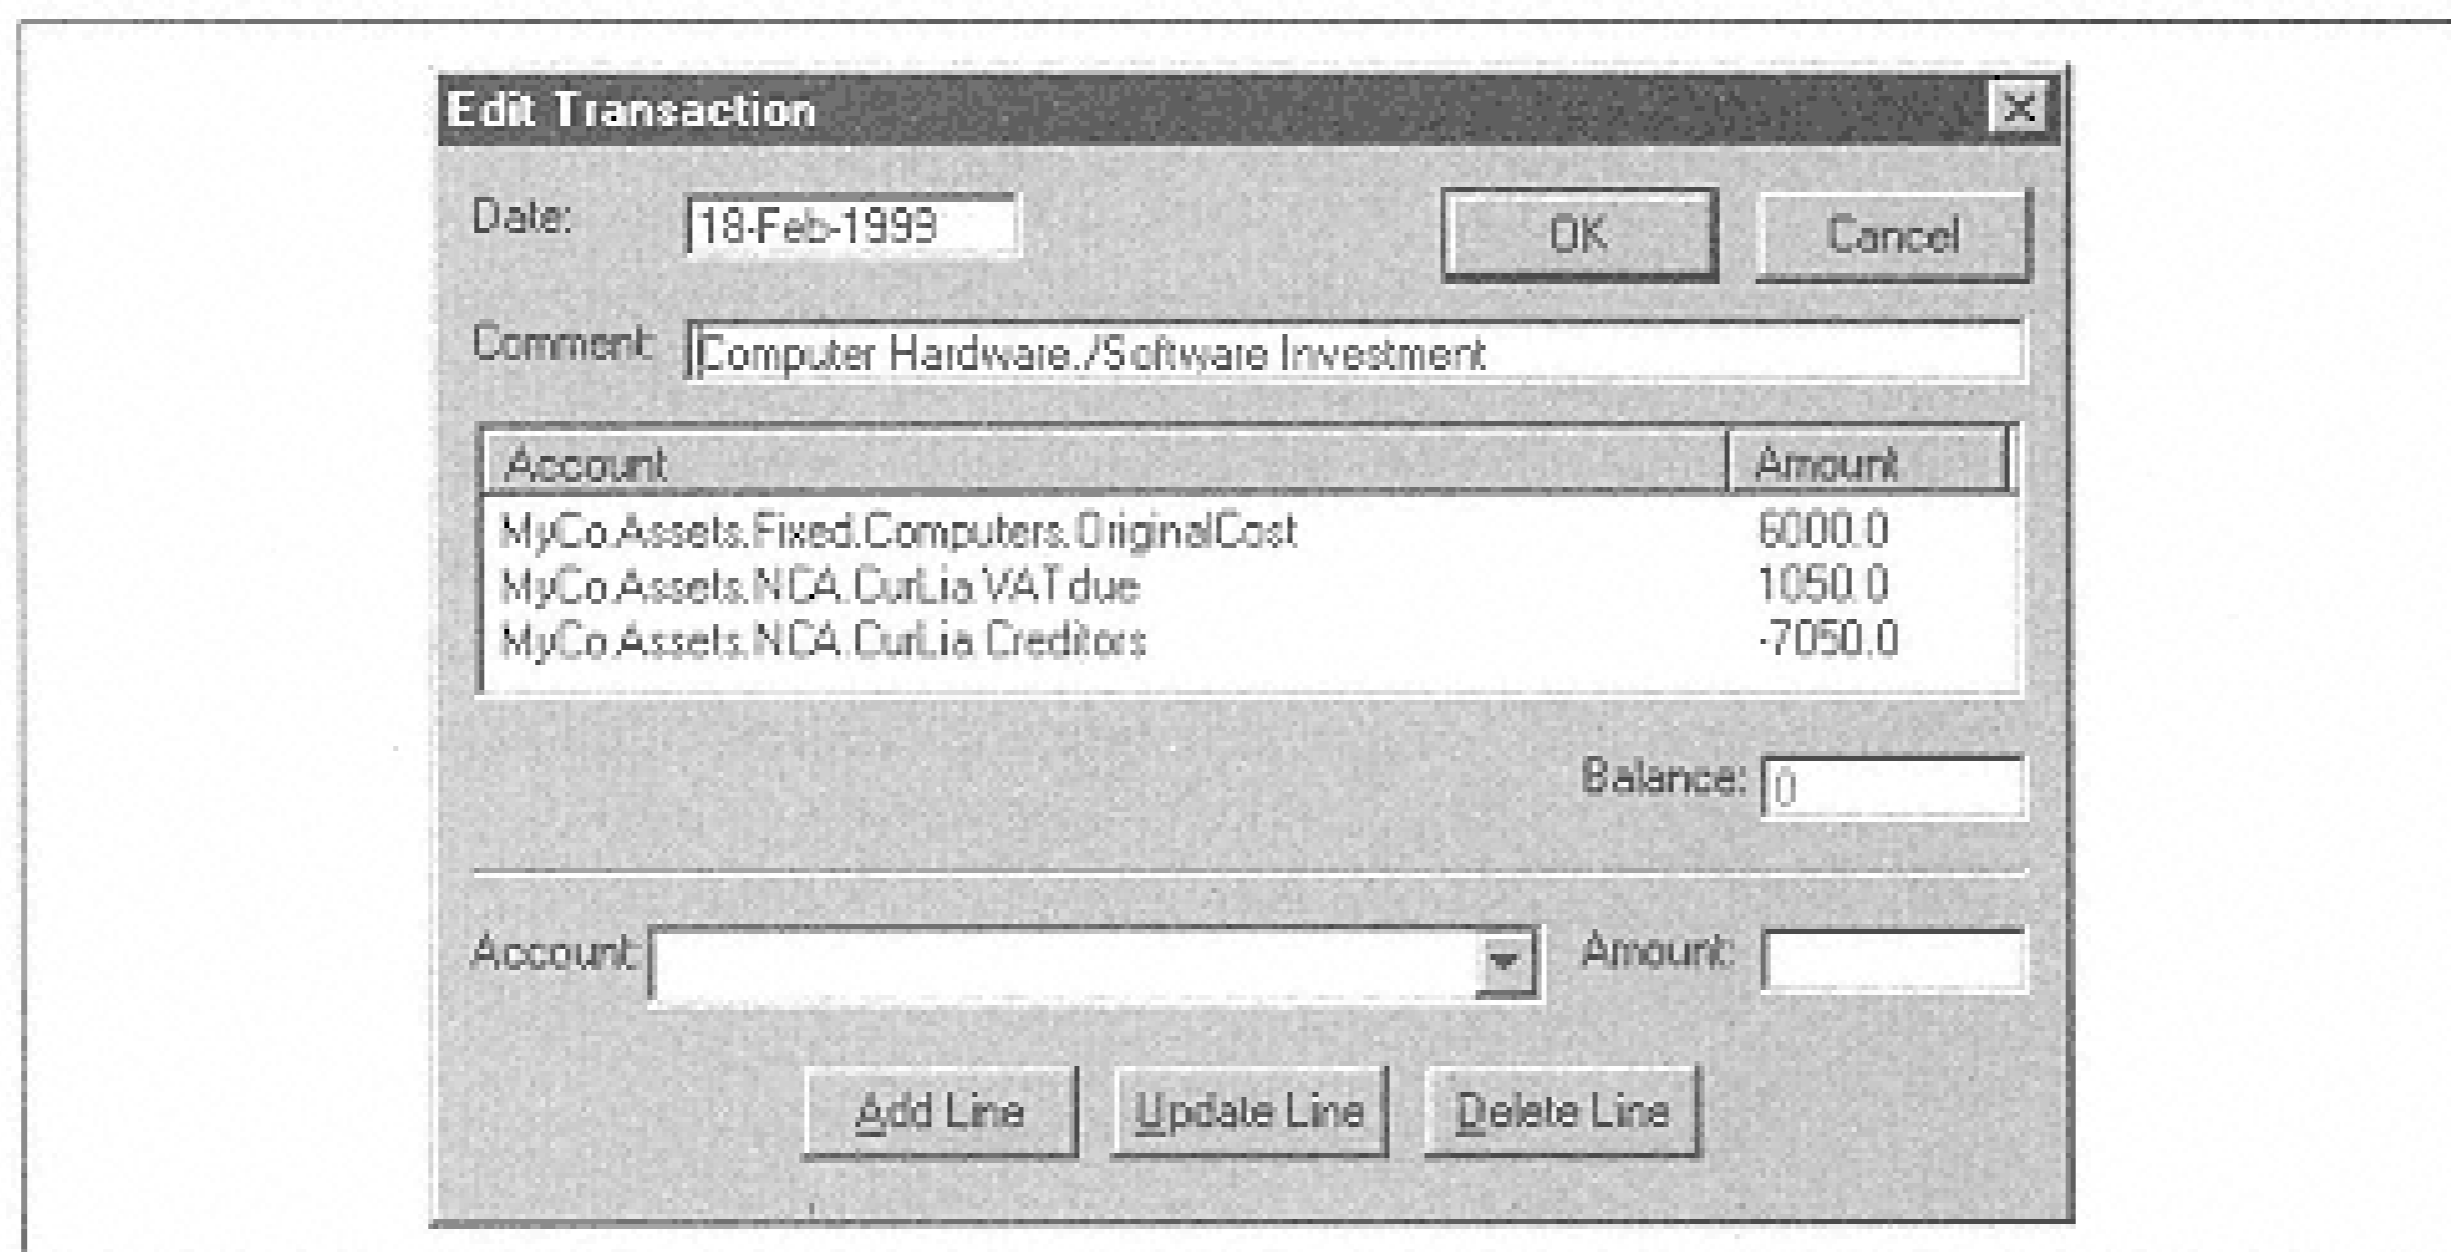 Edit Transaction
Date: 18-Feb-1999 OK Cancel
Comment: Computer Hardware./Software Investment
Account Amount
MyCo.Assets.Fixed.Computers.OriginalCost 6000.0
MyCo.Assets.NCA.CurLia.VATdue 1050.0
MyCo.Assets.NCA.CurLia.Creditors -7050.0
Balance: 0
Account: Amount:
Add Line Update Line Delete Line